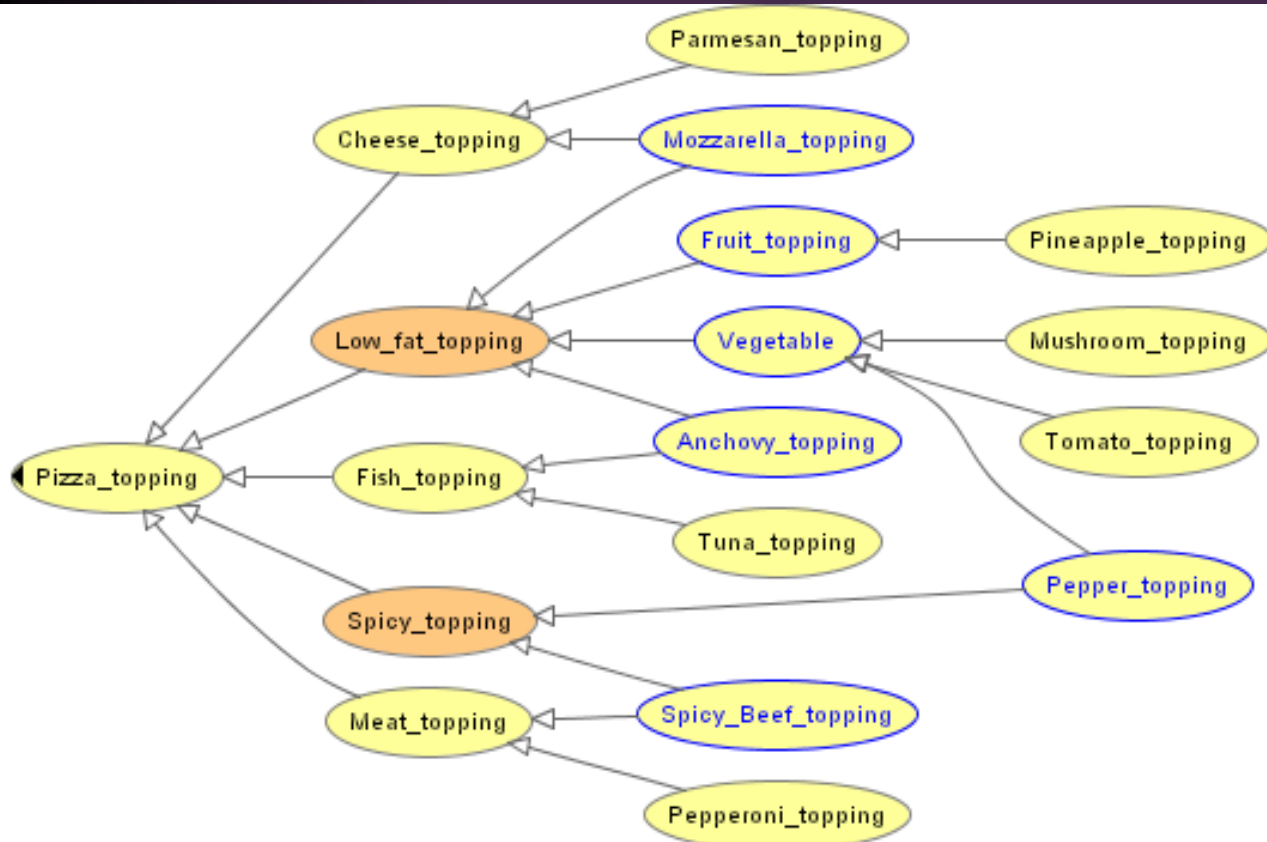 Parmesan_topping
Cheese_topping
Mozzarella_topping
Fruit_topping
Pineapple_topping
Low_fat_topping
Vegetable
Mushroom_topping
Anchovy_topping
Tomato_topping
Pizza_topping
Fish_topping
Tuna_topping
Pepper_topping
Spicy_topping
Meat_topping
Spicy_Beef_topping
Pepperoni_topping